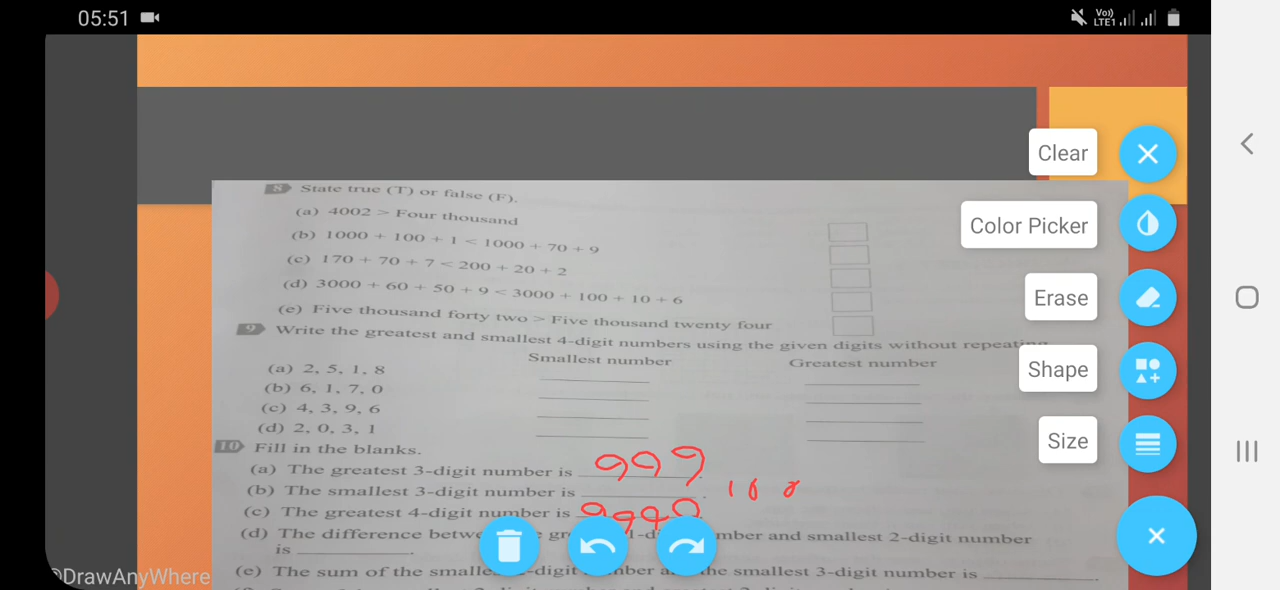 05:51
Vo))
LTE1
Clear
Color Picker
Erase
Shape
Size
8 State true (T) or false (F).
(a) 4002 > Four thousand
(b) 1000 + 100 + 1 < 1000 + 70 + 9
(c) 170 + 70 + 7 < 200 + 20 + 2
(d) 3000 + 60 + 50 + 9 < 3000 + 100 + 10 + 6
(e) Five thousand forty two > Five thousand twenty four
9 Write the greatest and smallest 4-digit numbers using the given digits without repeating
Smallest number Greatest number
(a) 2, 5, 1, 8
(b) 6, 1, 7, 0
(c) 4, 3, 9, 6
(d) 2, 0, 3, 1
10 Fill in the blanks.
(a) The greatest 3-digit number is 999
(b) The smallest 3-digit number is
(c) The greatest 4-digit number is 9999
(d) The difference mber and smallest 2-digit number
is
(e) The sum of the the smallest 3-digit number is
DrawAnyWhere